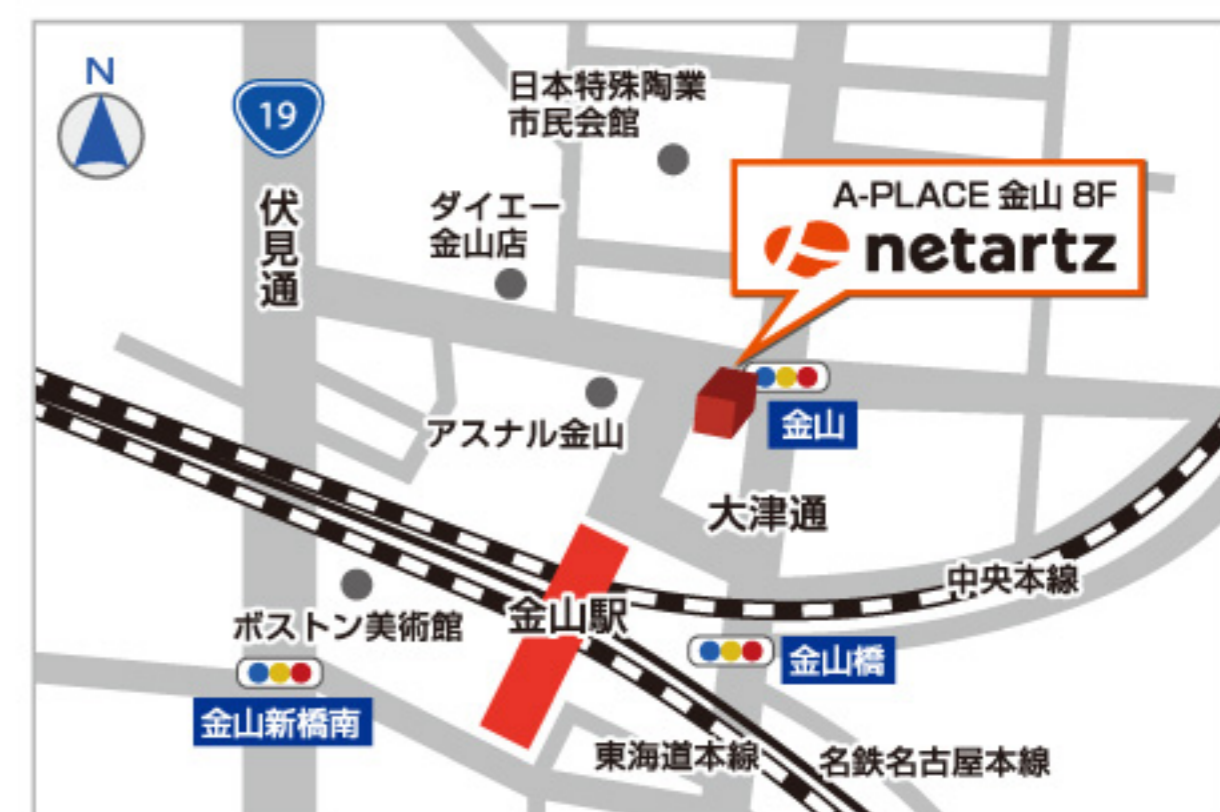 N
19
伏見通
日本特殊陶業
市民会館
ダイエー
金山店
A-PLACE 金山 8F
netartz
金山
アスナル金山
大津通
中央本線
金山駅
ボストン美術館
金山橋
金山新橋南
東海道本線
名鉄名古屋本線